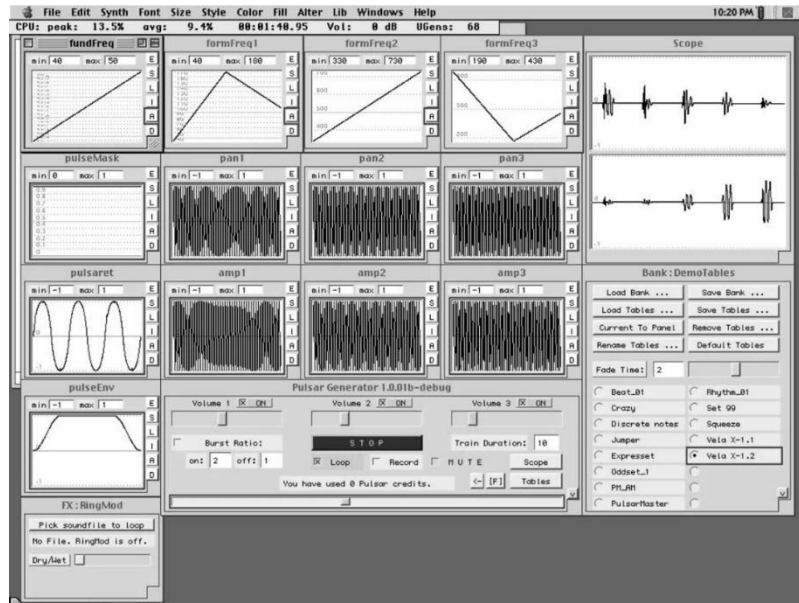 File Edit Synth Font Size Style Color Fill Alter Lib Windows Help 10:20 PM
CPU: peak: 13.5% avg: 9.4% 00:01:40.95 Vol: 0 dB UGens: 68
fundFreq formFreq1 formFreq2 formFreq3 Scope
min 40 max 50 E min 40 max 180 E min 330 max 730 E min 190 max 430 E
S S S S
L L L L
I I I I
A A A A
D D D D
pulseMask pan1 pan2 pan3
min 0 max 1 E min -1 max 1 E min -1 max 1 E min -1 max 1 E
S S S S
L L L L
I I I I
A A A A
D D D D
pulsaret amp1 amp2 amp3 Bank:DemoTables
min -1 max 1 E min -1 max 1 E min -1 max 1 E min -1 max 1 E
S S S S
L L L L
I I I I
A A A A
D D D D
Load Bank ... Save Bank ...
Load Tables ... Save Tables ...
Current To Panel Remove Tables ...
Rename Tables ... Default Tables
Fade Time: 2
Beat_01 Rhythm_01
Crazy Set 99
Discrete notes Squeeze
Jumper Vela X-1.1
Expresset Vela X-1.2
Oddset_1
PM_AM
PulsarMaster
pulseEnv
min -1 max 1 E
S
L
I
A
D
Pulsar Generator 1.0.01b-debug
Volume 1 ON Volume 2 ON Volume 3 ON
Burst Ratio: STOP Train Duration: 10
on: 2 off: 1 Loop Record MUTE Scope
You have used 0 Pulsar credits. <- [F] Tables
FX:RingMod
Pick soundfile to loop
No File. RingMod is off.
Dry/Wet